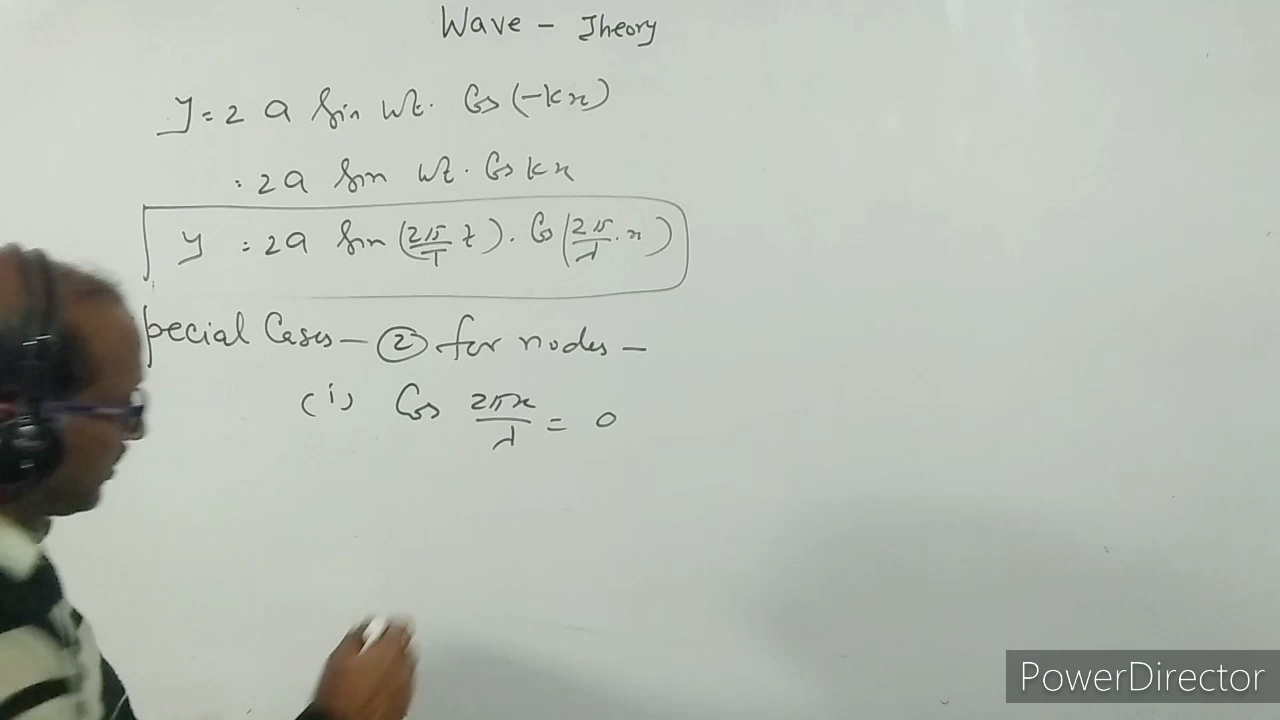 Wave - Theory
y = 2 a Sin ωt. Cos (-kx)
: 2a Sin ωt. Cos kx
y : 2a Sin (2π/T t). Cos (2π/λ . x)
pecial Cases - ② for nodes -
(i) Cos 2πx/λ = 0
PowerDirector